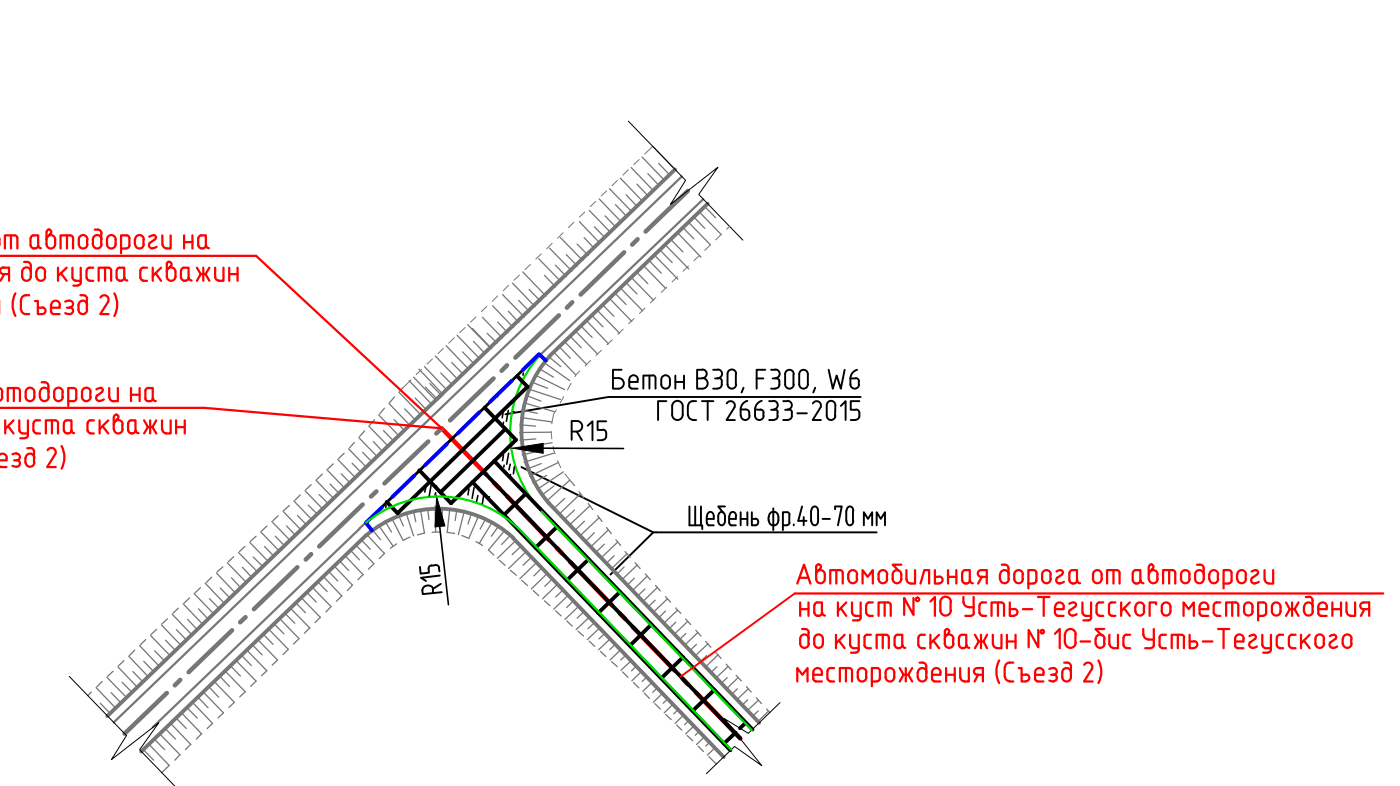 от автодороги на
я до куста скважин
(Съезд 2)
втодороги на
куста скважин
езд 2)
Бетон В30, F300, W6
ГОСТ 26633-2015
R15
Щебень фр.40-70 мм
R15
Автомобильная дорога от автодороги
на куст № 10 Усть-Тегусского месторождения
до куста скважин № 10-бис Усть-Тегусского
месторождения (Съезд 2)